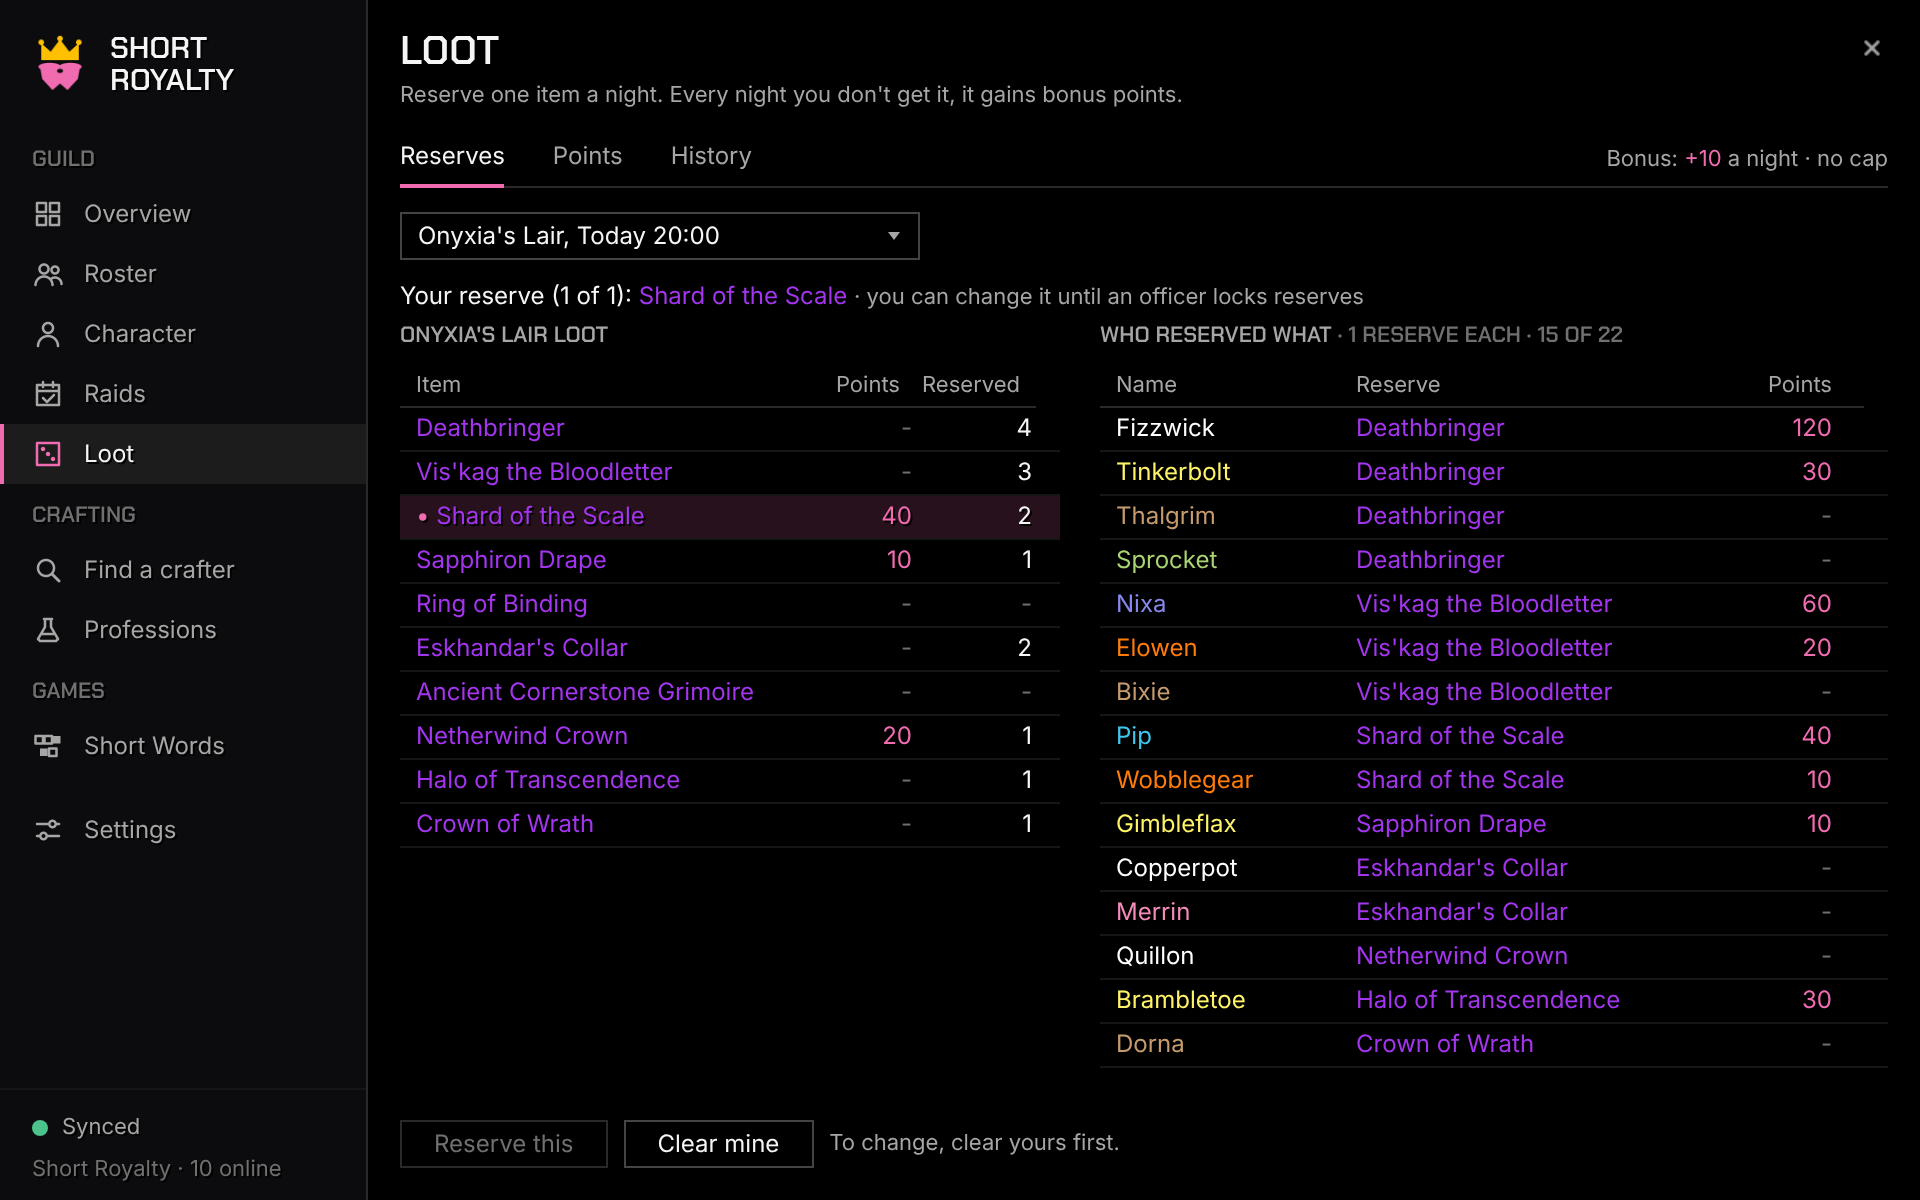 SHORT
ROYALTY
GUILD
Overview
Roster
Character
Raids
Loot
CRAFTING
Find a crafter
Professions
GAMES
Short Words
Settings
Synced
Short Royalty · 10 online
LOOT
Reserve one item a night. Every night you don't get it, it gains bonus points.
Reserves Points History
Bonus: +10 a night · no cap
Onyxia's Lair, Today 20:00
Your reserve (1 of 1): Shard of the Scale · you can change it until an officer locks reserves
ONYXIA'S LAIR LOOT
Item Points Reserved
Deathbringer - 4
Vis'kag the Bloodletter - 3
• Shard of the Scale 40 2
Sapphiron Drape 10 1
Ring of Binding - -
Eskhandar's Collar - 2
Ancient Cornerstone Grimoire - -
Netherwind Crown 20 1
Halo of Transcendence - 1
Crown of Wrath - 1
WHO RESERVED WHAT · 1 RESERVE EACH · 15 OF 22
Name Reserve Points
Fizzwick Deathbringer 120
Tinkerbolt Deathbringer 30
Thalgrim Deathbringer -
Sprocket Deathbringer -
Nixa Vis'kag the Bloodletter 60
Elowen Vis'kag the Bloodletter 20
Bixie Vis'kag the Bloodletter -
Pip Shard of the Scale 40
Wobblegear Shard of the Scale 10
Gimbleflax Sapphiron Drape 10
Copperpot Eskhandar's Collar -
Merrin Eskhandar's Collar -
Quillon Netherwind Crown -
Brambletoe Halo of Transcendence 30
Dorna Crown of Wrath -
Reserve this
Clear mine
To change, clear yours first.